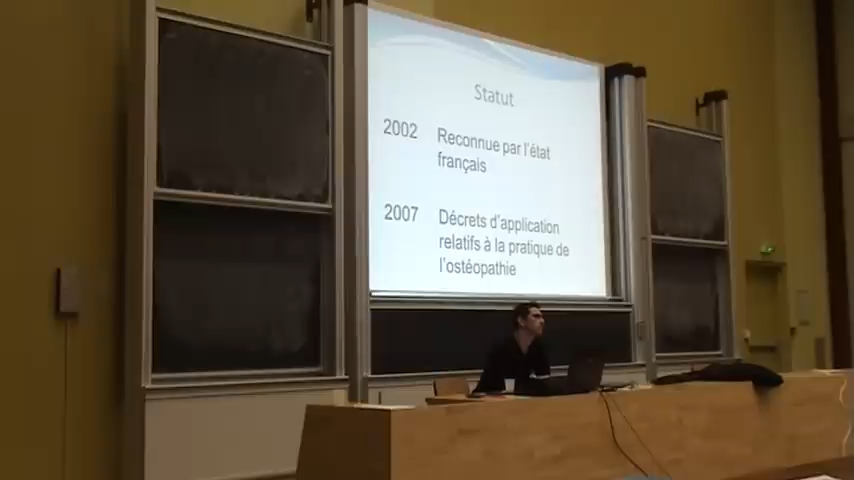 Statut
2002 Reconnue par l'état
français
2007 Décrets d'application
relatifs à la pratique de
l'ostéopathie